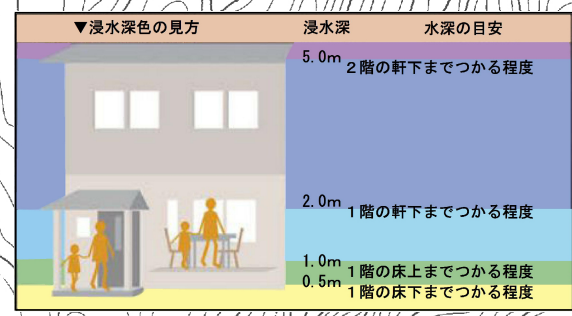 ▼浸水深色の見方 浸水深 水深の目安
5.0m 2階の軒下までつかる程度
2.0m 1階の軒下までつかる程度
1.0m 1階の床上までつかる程度
0.5m 1階の床下までつかる程度